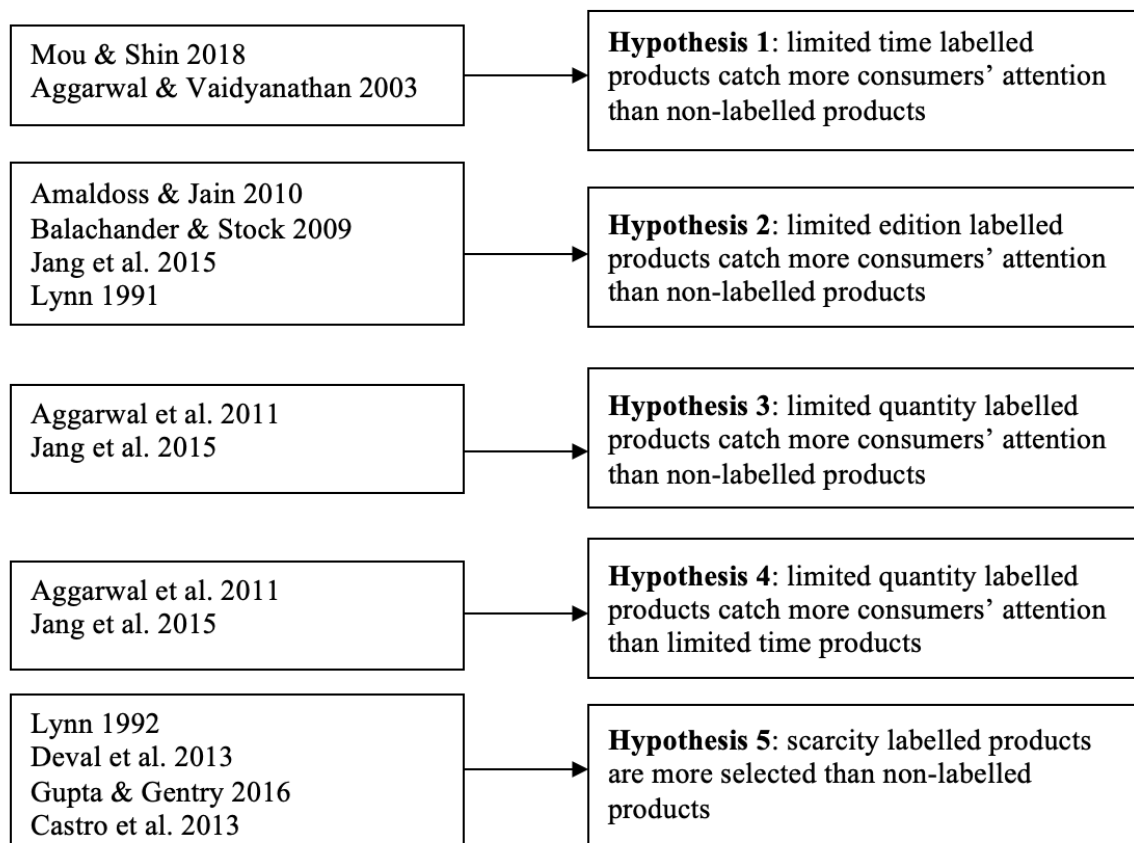 Mou & Shin 2018
Aggarwal & Vaidyanathan 2003
Hypothesis 1: limited time labelled
products catch more consumers’ attention
than non-labelled products
Amaldoss & Jain 2010
Balachander & Stock 2009
Jang et al. 2015
Lynn 1991
Hypothesis 2: limited edition labelled
products catch more consumers’ attention
than non-labelled products
Aggarwal et al. 2011
Jang et al. 2015
Hypothesis 3: limited quantity labelled
products catch more consumers’ attention
than non-labelled products
Aggarwal et al. 2011
Jang et al. 2015
Hypothesis 4: limited quantity labelled
products catch more consumers’ attention
than limited time products
Lynn 1992
Deval et al. 2013
Gupta & Gentry 2016
Castro et al. 2013
Hypothesis 5: scarcity labelled products
are more selected than non-labelled
products